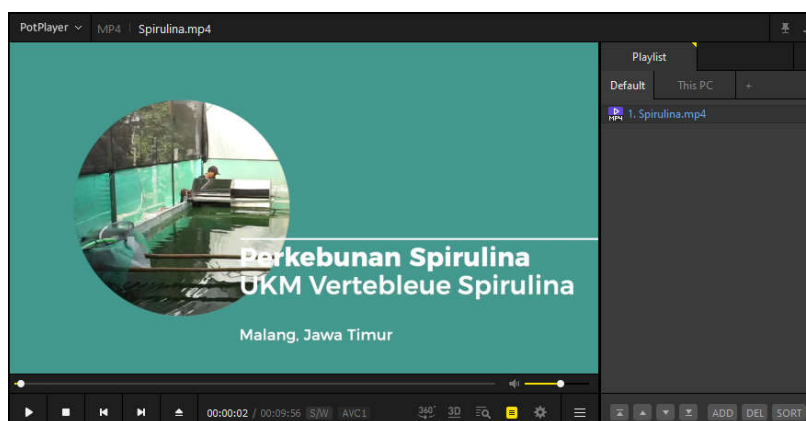 PotPlayer MP4 Spirulina.mp4
Playlist
Default This PC +
MP4 1. Spirulina.mp4
Perkebunan Spirulina
UKM Vertebleue Spirulina
Malang, Jawa Timur
00:00:02 / 00:09:56 S/W AVC1 360° 3D ADD DEL SORT